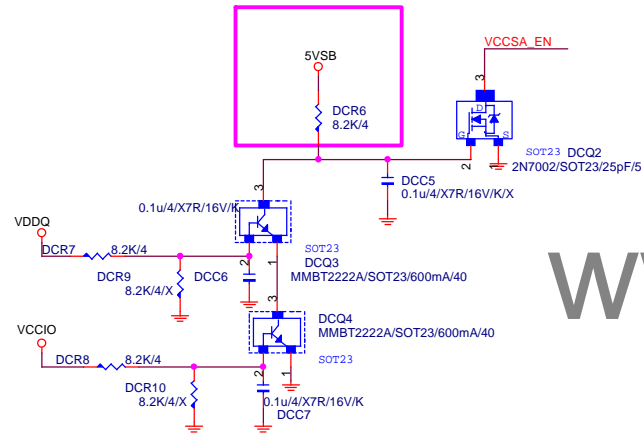 VCCSA_EN
5VSB
3
DCR6
8.2K/4
D
G
S
2
1
SOT23 DCQ2
2N7002/SOT23/25pF/5
3
DCC5
0.1u/4/X7R/16V/K/X
0.1u/4/X7R/16V/K
VDDQ
SOT23
DCR7
8.2K/4
2
1
DCQ3
MMBT2222A/SOT23/600mA/40
DCR9
8.2K/4/X
DCC6
3
DCQ4
MMBT2222A/SOT23/600mA/40
VCCIO
SOT23
DCR8
8.2K/4
2
1
DCR10
8.2K/4/X
0.1u/4/X7R/16V/K
DCC7